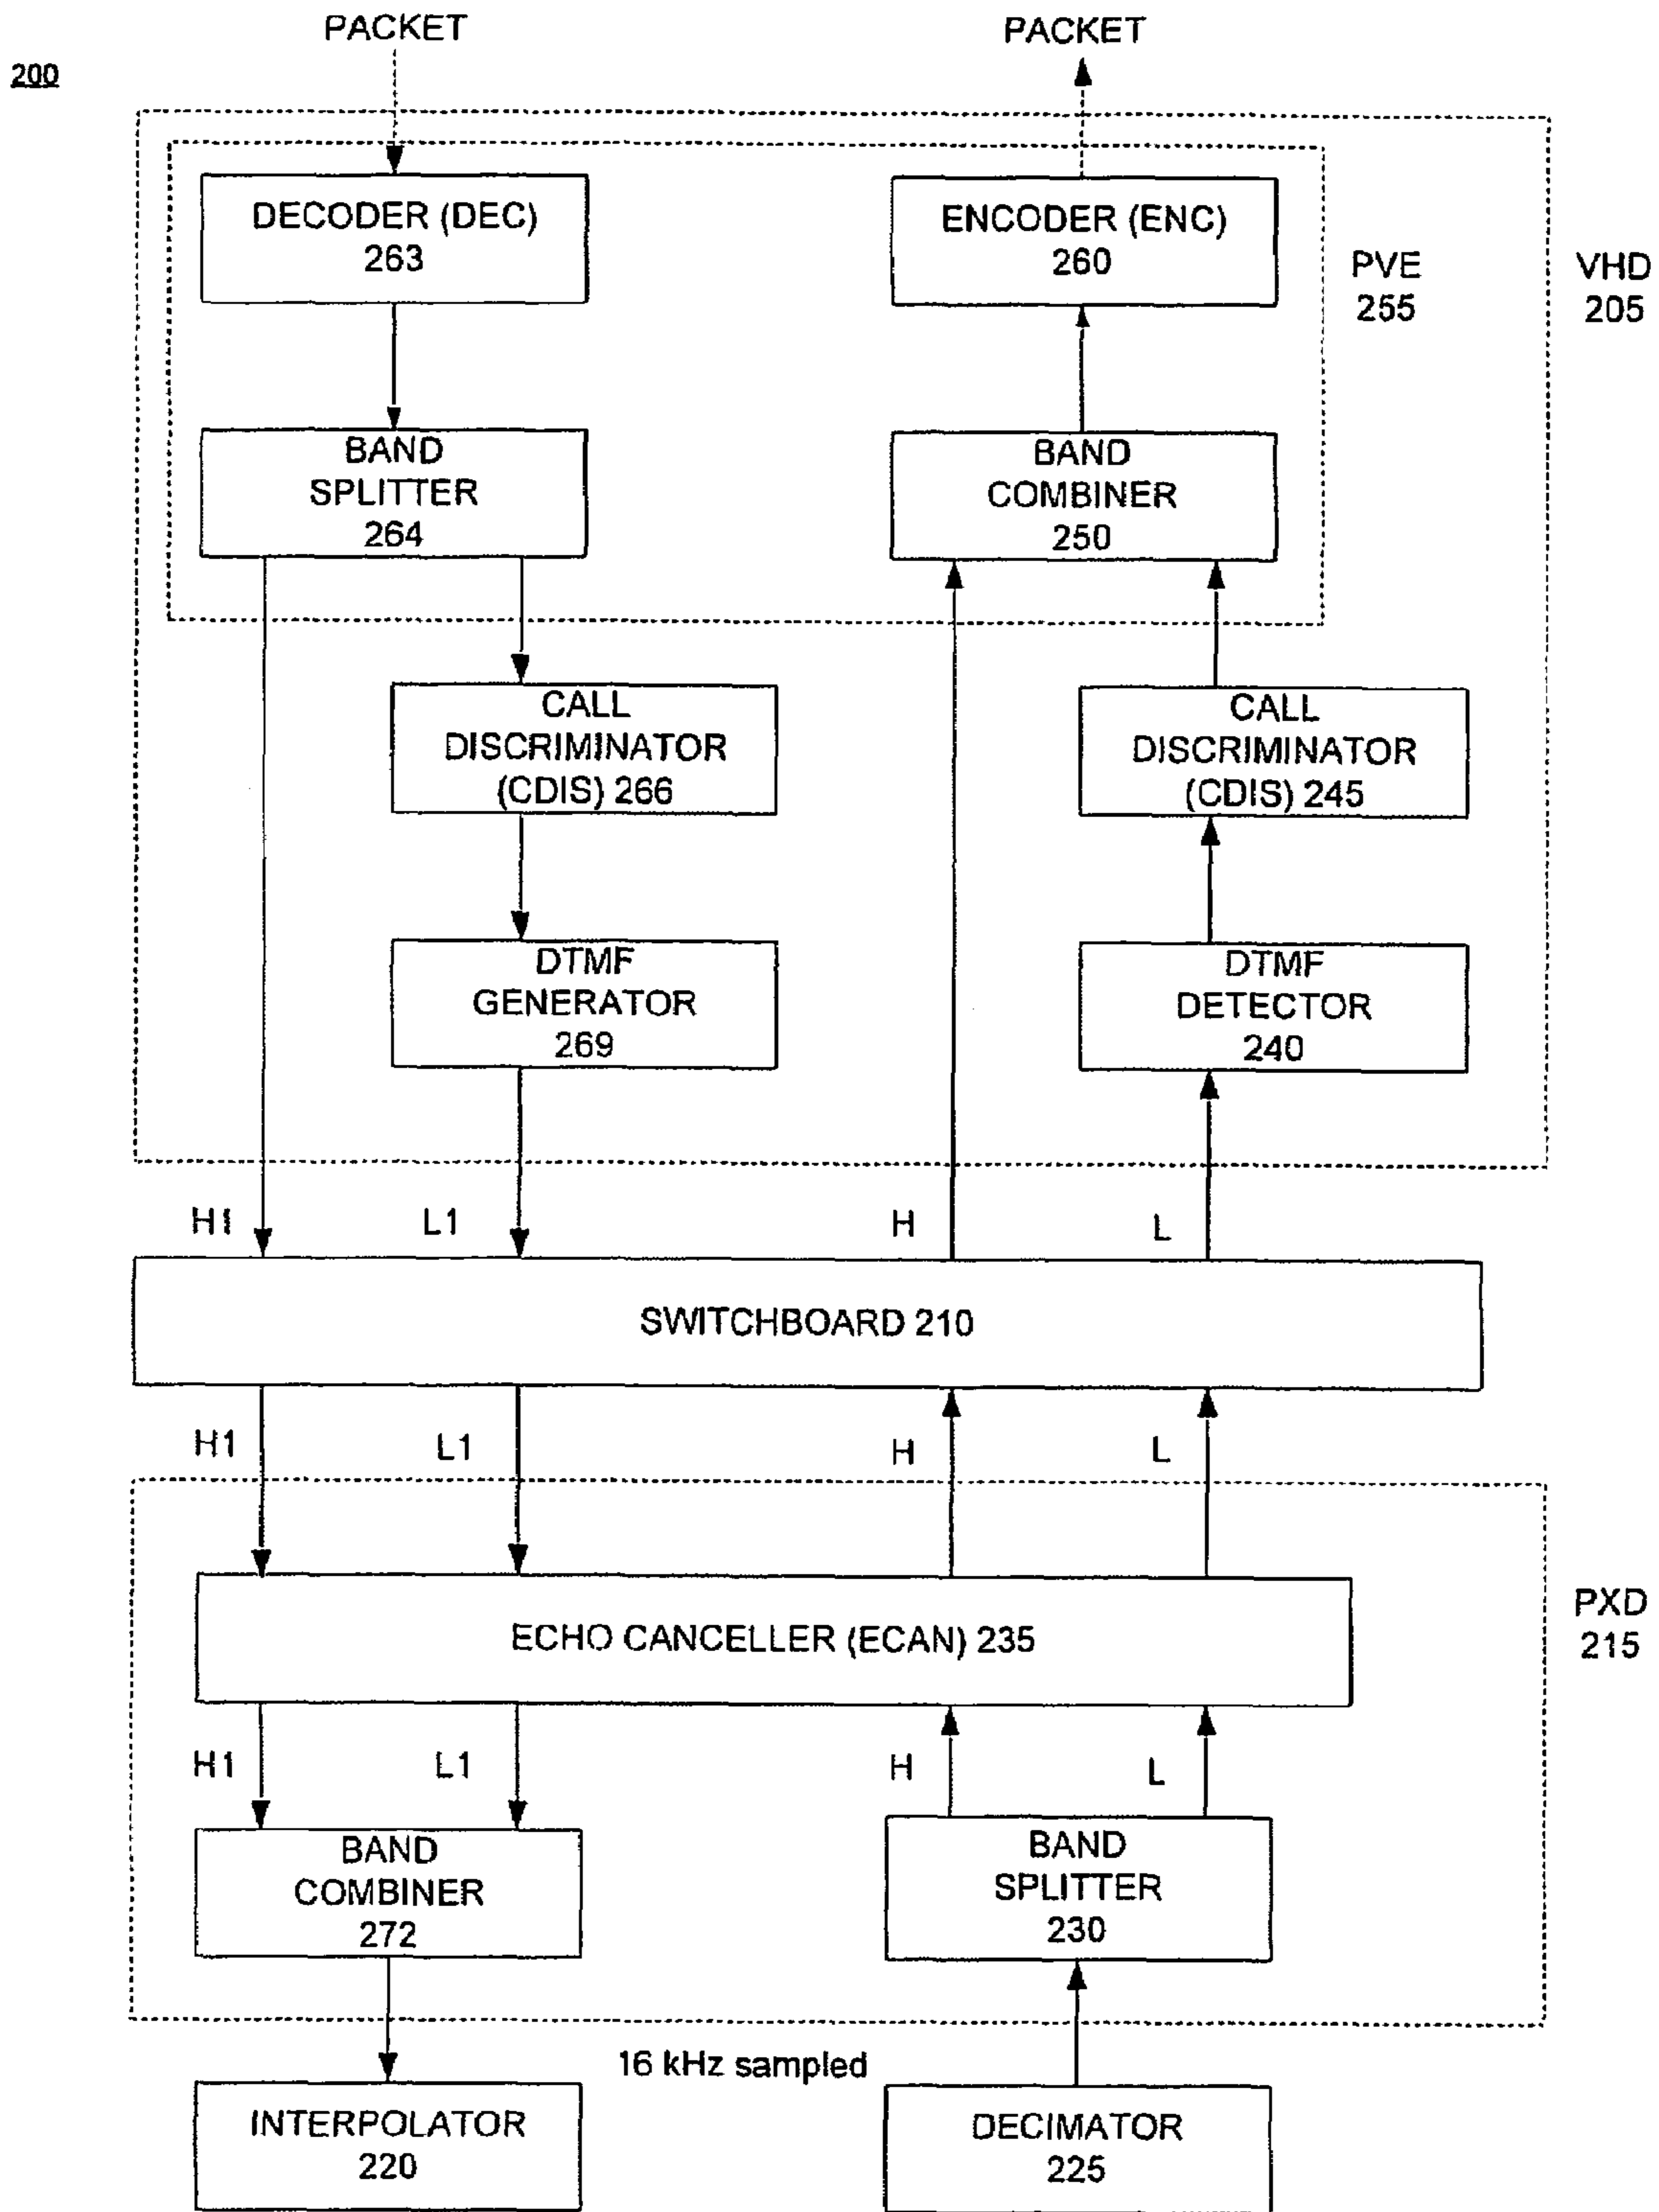 PACKET
PACKET
200
DECODER (DEC)
263
ENCODER (ENC)
260
PVE
255
VHD
205
BAND
SPLITTER
264
BAND
COMBINER
250
CALL
DISCRIMINATOR
(CDIS) 266
CALL
DISCRIMINATOR
(CDIS) 245
DTMF
GENERATOR
269
DTMF
DETECTOR
240
H1
L1
H
L
SWITCHBOARD 210
H1
L1
H
L
ECHO CANCELLER (ECAN) 235
PXD
215
H1
L1
H
L
BAND
COMBINER
272
BAND
SPLITTER
230
16 kHz sampled
INTERPOLATOR
220
DECIMATOR
225